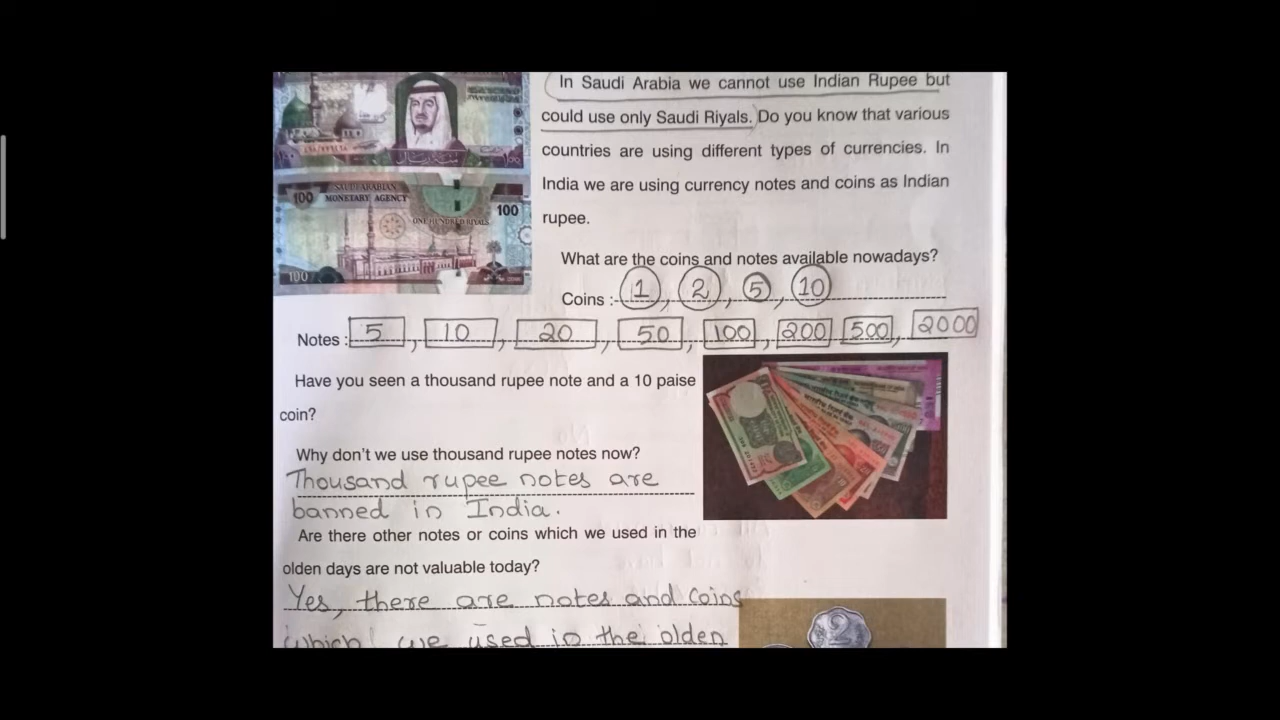 In Saudi Arabia we cannot use Indian Rupee but
could use only Saudi Riyals. Do you know that various
countries are using different types of currencies. In
India we are using currency notes and coins as Indian
rupee.
SAUDI ARABIAN
MONETARY AGENCY
100
100
ONE HUNDRED RIYALS
100
What are the coins and notes available nowadays?
Coins : 1, 2, 5, 10
Notes : 5, 10, 20, 50, 100, 200 500, 2000
Have you seen a thousand rupee note and a 10 paise
coin?
Why don't we use thousand rupee notes now?
Thousand rupee notes are
banned in India.
Are there other notes or coins which we used in the
olden days are not valuable today?
Yes, there are notes and coins
which we used in the olden
2